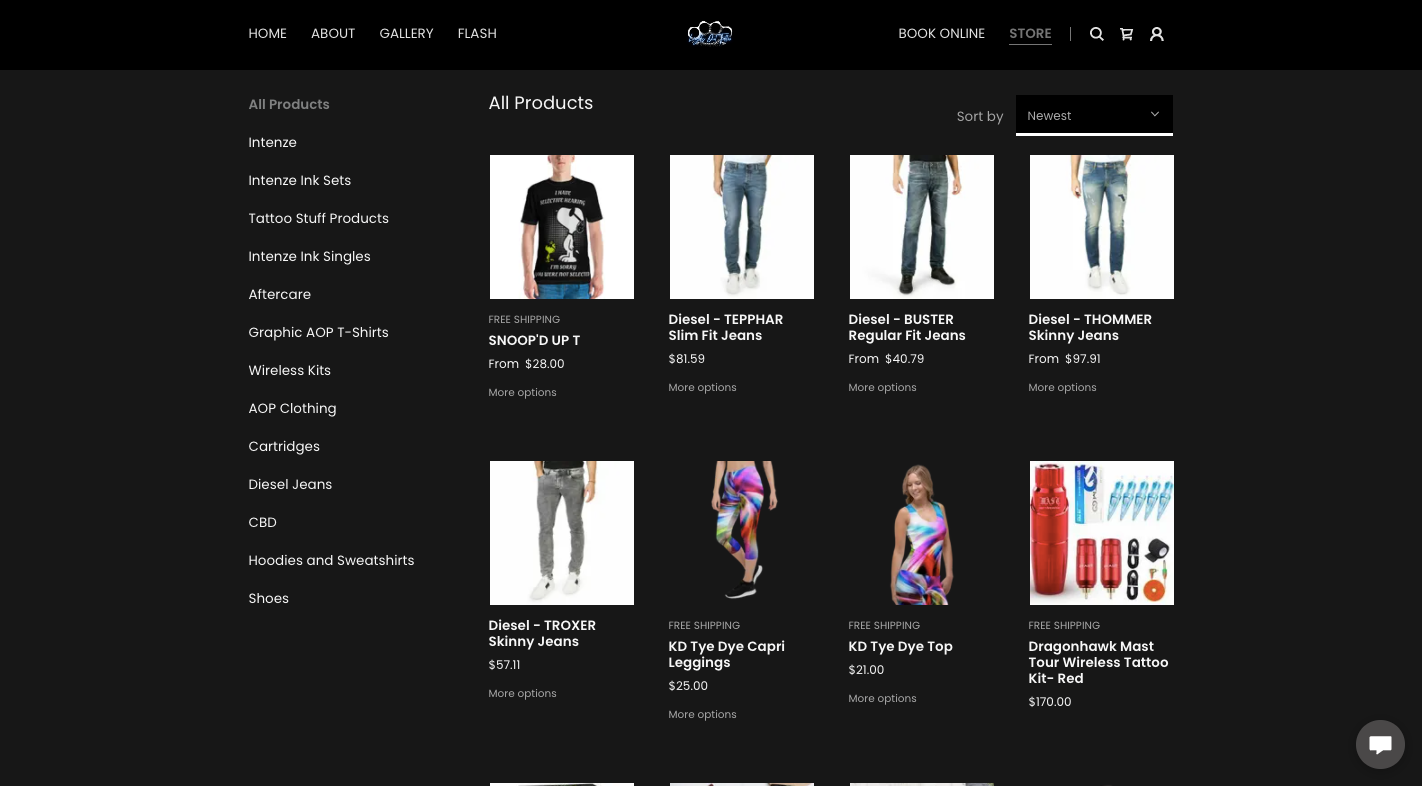 HOME ABOUT GALLERY FLASH BOOK ONLINE STORE
All Products
Intenze
Intenze Ink Sets
Tattoo Stuff Products
Intenze Ink Singles
Aftercare
Graphic AOP T-Shirts
Wireless Kits
AOP Clothing
Cartridges
Diesel Jeans
CBD
Hoodies and Sweatshirts
Shoes
All Products
Sort by Newest
I HAVE
SELECTIVE HEARING
I'M SORRY
YOU WERE NOT SELECTED
FREE SHIPPING
SNOOP'D UP T
From $28.00
More options
Diesel - TEPPHAR
Slim Fit Jeans
$81.59
More options
Diesel - BUSTER
Regular Fit Jeans
From $40.79
More options
Diesel - THOMMER
Skinny Jeans
From $97.91
More options
Diesel - TROXER
Skinny Jeans
$57.11
More options
FREE SHIPPING
KD Tye Dye Capri
Leggings
$25.00
More options
FREE SHIPPING
KD Tye Dye Top
$21.00
More options
FREE SHIPPING
Dragonhawk Mast
Tour Wireless Tattoo
Kit- Red
$170.00